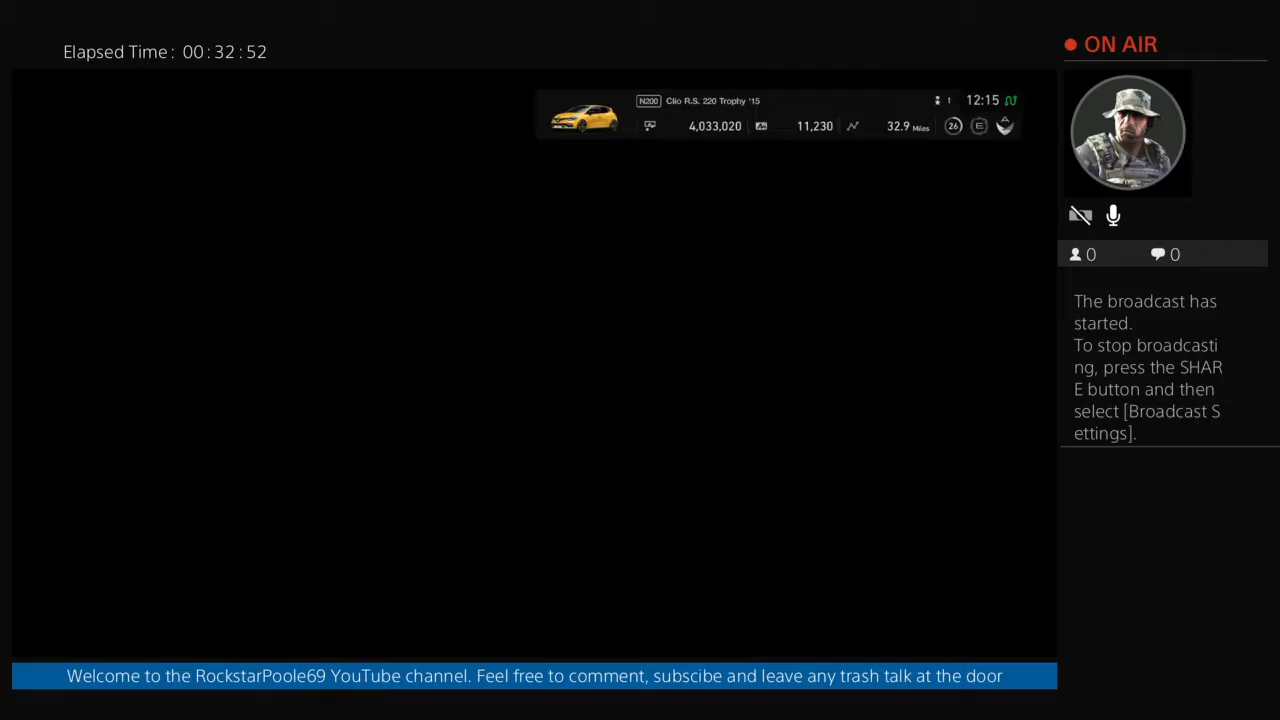 Elapsed Time: 00:32:52
ON AIR
N200 Clio R.S. 220 Trophy '15 1 12:15
4,033,020 11,230 32.9 Miles 26 E
0 0
The broadcast has
started.
To stop broadcasti
ng, press the SHAR
E button and then
select [Broadcast S
ettings].
Welcome to the RockstarPoole69 YouTube channel. Feel free to comment, subscibe and leave any trash talk at the door